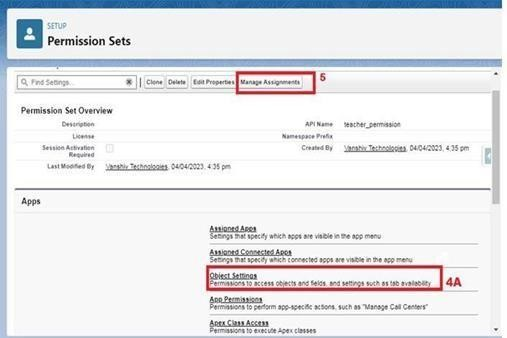 SETUP
Permission Sets
Find Settings...
Clone Delete Edit Properties Manage Assignments 5
Permission Set Overview
Description API Name teacher_permission
License Namespace Prefix
Session Activation Required Created By Vanshiv Technologies, 04/04/2023, 4:35 pm
Last Modified By Vanshiv Technologies, 04/04/2023, 4:35 pm
Apps
Assigned Apps
Settings that specify which apps are visible in the app menu
Assigned Connected Apps
Settings that specify which connected apps are visible in the app menu
Object Settings
Permissions to access objects and fields, and settings such as tab availability 4A
App Permissions
Permissions to perform app-specific actions, such as "Manage Call Centers"
Apex Class Access
Permissions to execute Apex classes